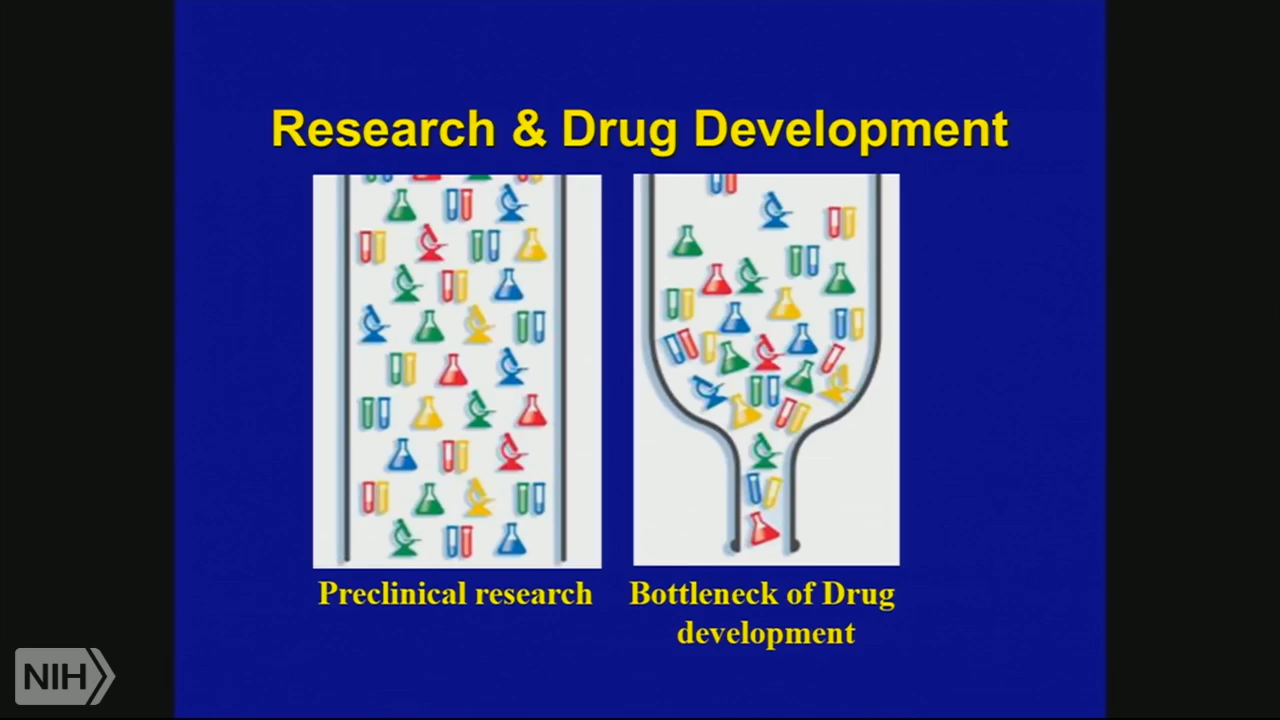 Research & Drug Development
Preclinical research
Bottleneck of Drug
development
NIH